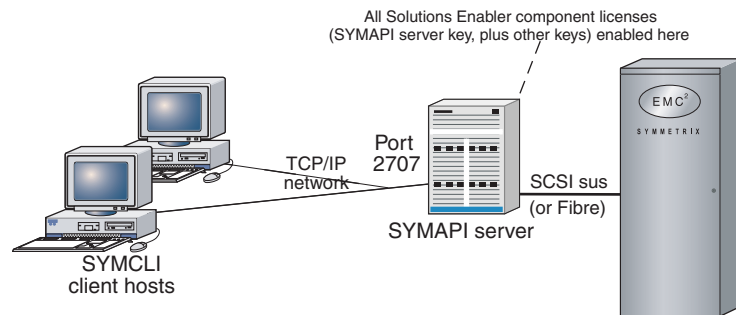 All Solutions Enabler component licenses
(SYMAPI server key, plus other keys) enabled here
EMC²
SYMMETRIX
Port
2707
TCP/IP
network
SCSI sus
(or Fibre)
SYMAPI server
SYMCLI
client hosts